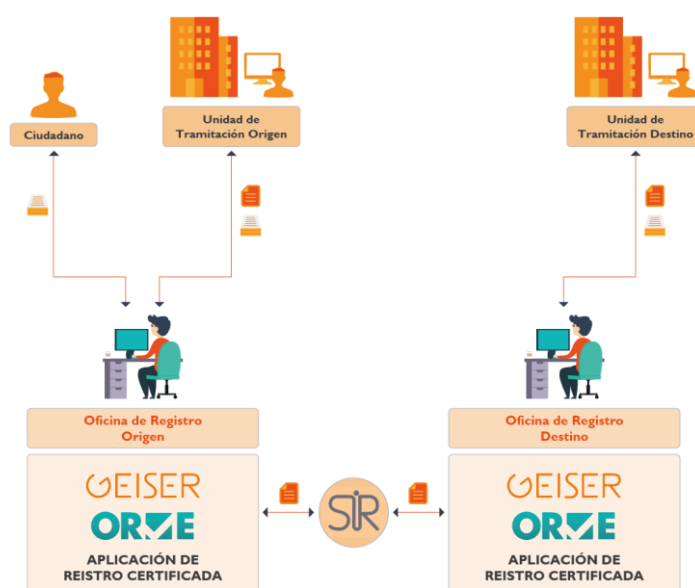 Ciudadano
Unidad de
Tramitación Origen
Unidad de
Tramitación Destino
Oficina de Registro
Origen
Oficina de Registro
Destino
GEISER
ORVE
APLICACIÓN DE
REISTRO CERTIFICADA
SIR
GEISER
ORVE
APLICACIÓN DE
REISTRO CERTIFICADA